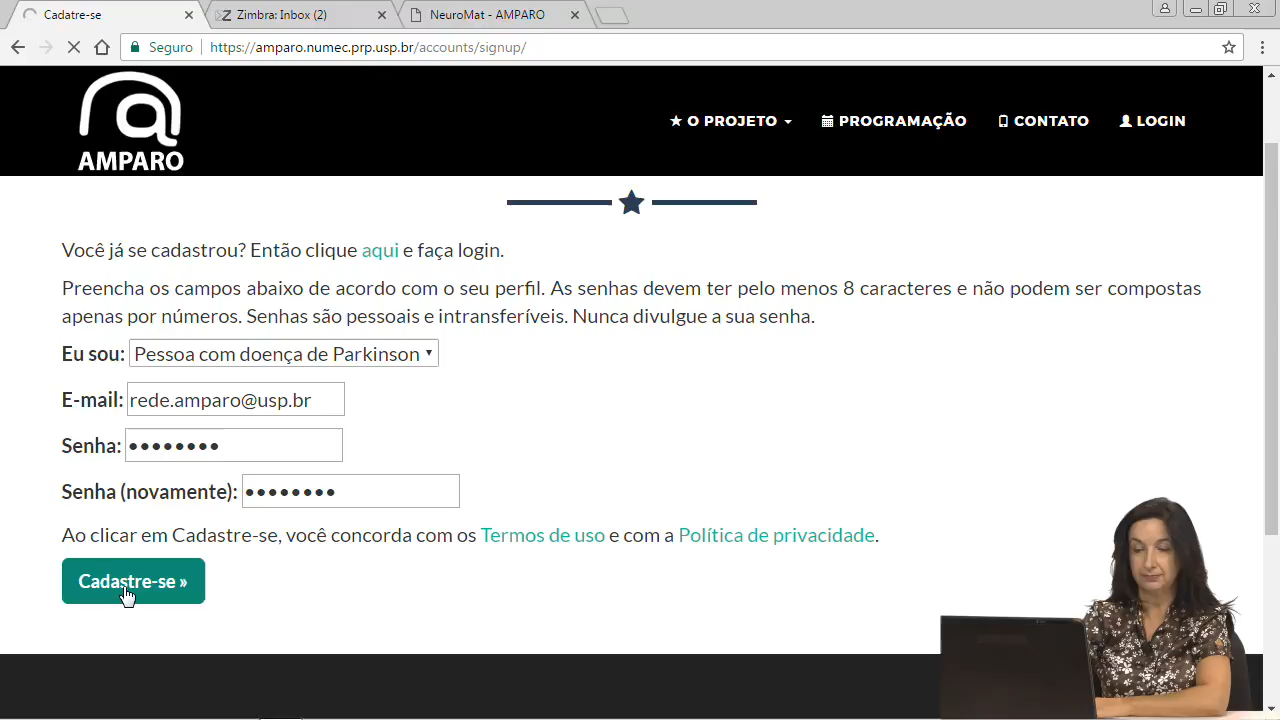 Cadatre-se
Zimbra: Inbox (2)
NeuroMat - AMPARO
Seguro
https://amparo.numec.prp.usp.br/accounts/signup/
AMPARO
O PROJETO
PROGRAMAÇÃO
CONTATO
LOGIN
Você já se cadastrou? Então clique aqui e faça login.
Preencha os campos abaixo de acordo com o seu perfil. As senhas devem ter pelo menos 8 caracteres e não podem ser compostas
apenas por números. Senhas são pessoais e intransferíveis. Nunca divulgue a sua senha.
Eu sou: Pessoa com doença de Parkinson
E-mail: rede.amparo@usp.br
Senha: ••••••••
Senha (novamente): ••••••••
Ao clicar em Cadastre-se, você concorda com os Termos de uso e com a Política de privacidade.
Cadastre-se »